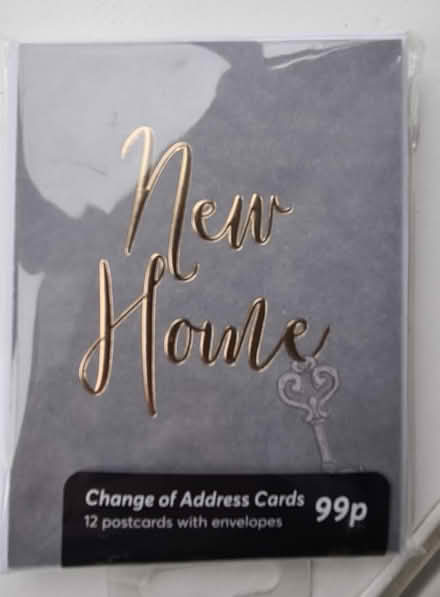 New
Home
Change of Address Cards
12 postcards with envelopes
99p